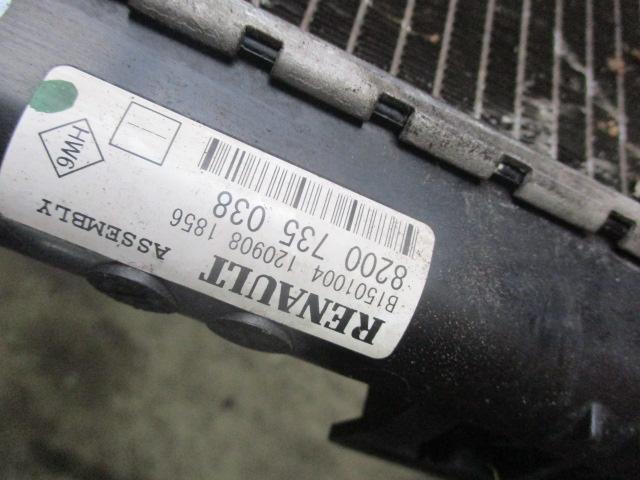 RENAULT
B1501004 120908 1856
8200 735 038
ASSEMBLY
HW6